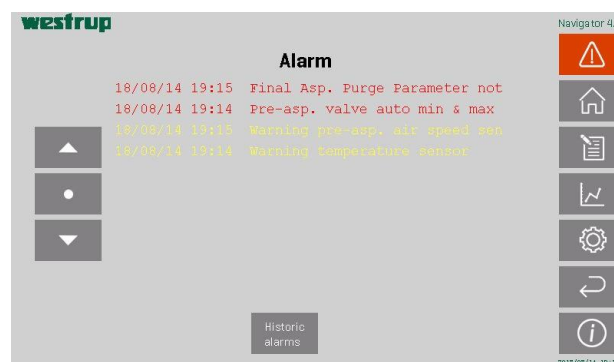 westrup
Navigator 4.
Alarm
18/08/14 19:15 Final Asp. Purge Parameter not
18/08/14 19:14 Pre-asp. valve auto min & max
18/08/14 19:15 Warning pre-asp. air speed sen
18/08/14 19:14 Warning temperature sensor
Historic
alarms